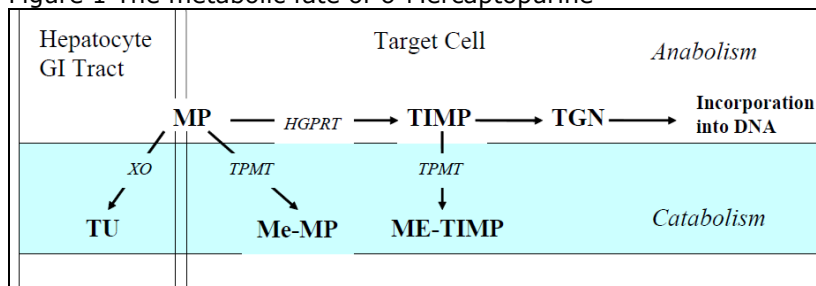 Figure 1 The metabolic fate of 6-Mercaptopurine
Hepatocyte
GI Tract
Target Cell
Anabolism
MP
HGPRT
TIMP
TGN
Incorporation
into DNA
XO
TPMT
TPMT
TU
Me-MP
ME-TIMP
Catabolism